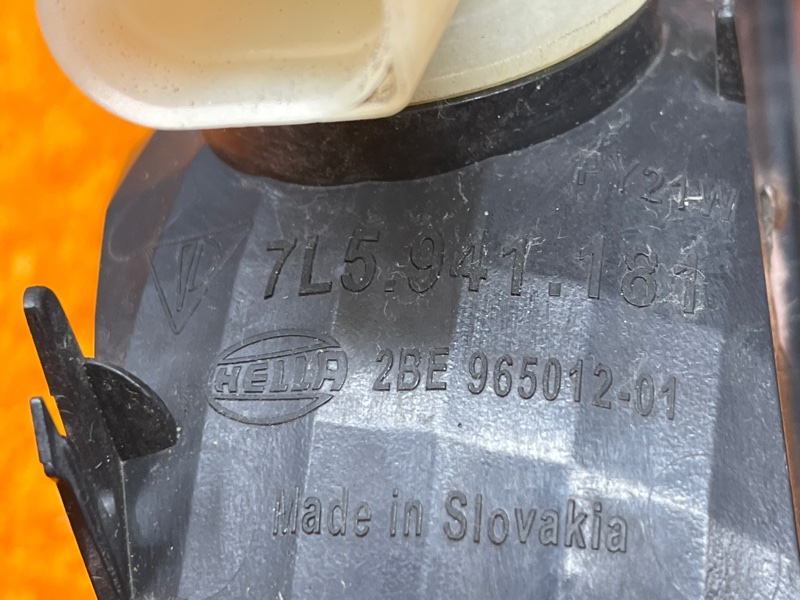 PY21W
7L5.941.181
HELLA 2BE 965012-01
Made in Slovakia